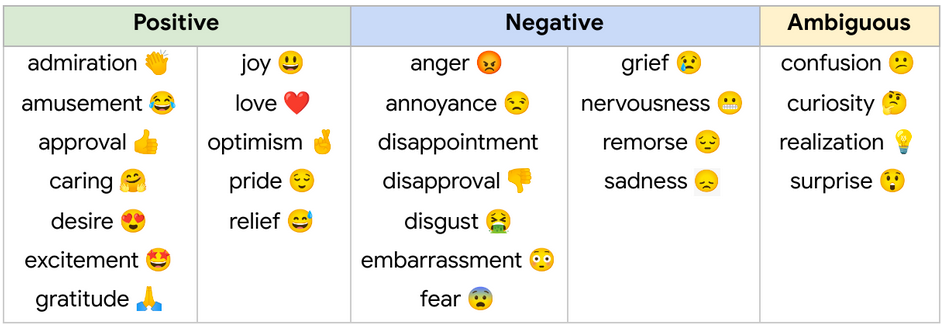 Positive Negative Ambiguous
admiration 👏 joy 😃 anger 😡 grief 😢 confusion 😕
amusement 😂 love ❤️ annoyance 😒 nervousness 😬 curiosity 🤔
approval 👍 optimism 🤞 disappointment remorse 😔 realization 💡
caring 🤗 pride 😌 disapproval 👎 sadness 😞 surprise 😲
desire 😍 relief 😅 disgust 🤮
excitement 🤩 embarrassment 😳
gratitude 🙏 fear 😨